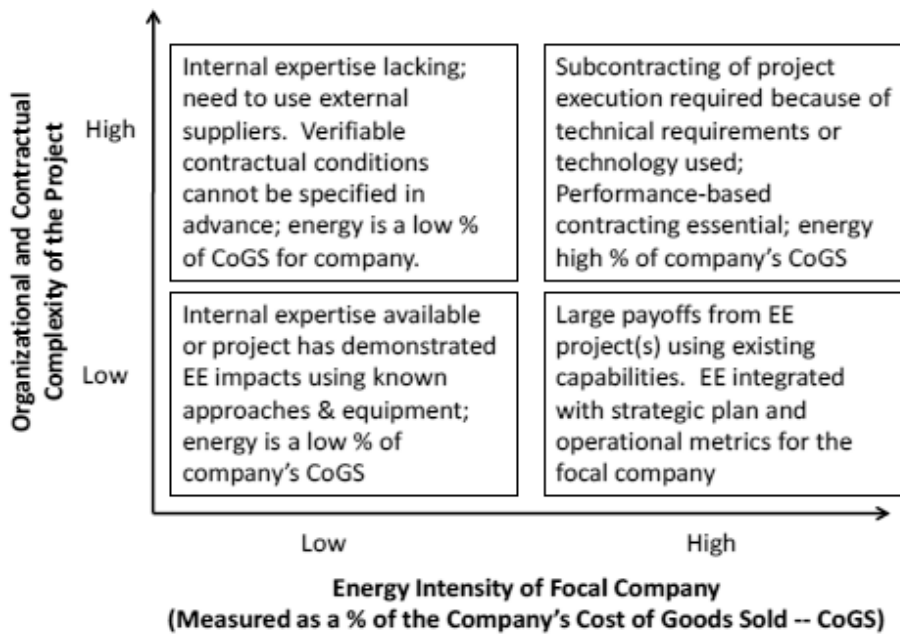 Organizational and Contractual
Complexity of the Project
High
Low
Internal expertise lacking;
need to use external
suppliers.  Verifiable
contractual conditions
cannot be specified in
advance; energy is a low %
of CoGS for company.
Subcontracting of project
execution required because of
technical requirements or
technology used;
Performance-based
contracting essential; energy
high % of company’s CoGS
Internal expertise available
or project has demonstrated
EE impacts using known
approaches & equipment;
energy is a low % of
company’s CoGS
Large payoffs from EE
project(s) using existing
capabilities.  EE integrated
with strategic plan and
operational metrics for the
focal company
Low
High
Energy Intensity of Focal Company
(Measured as a % of the Company’s Cost of Goods Sold -- CoGS)